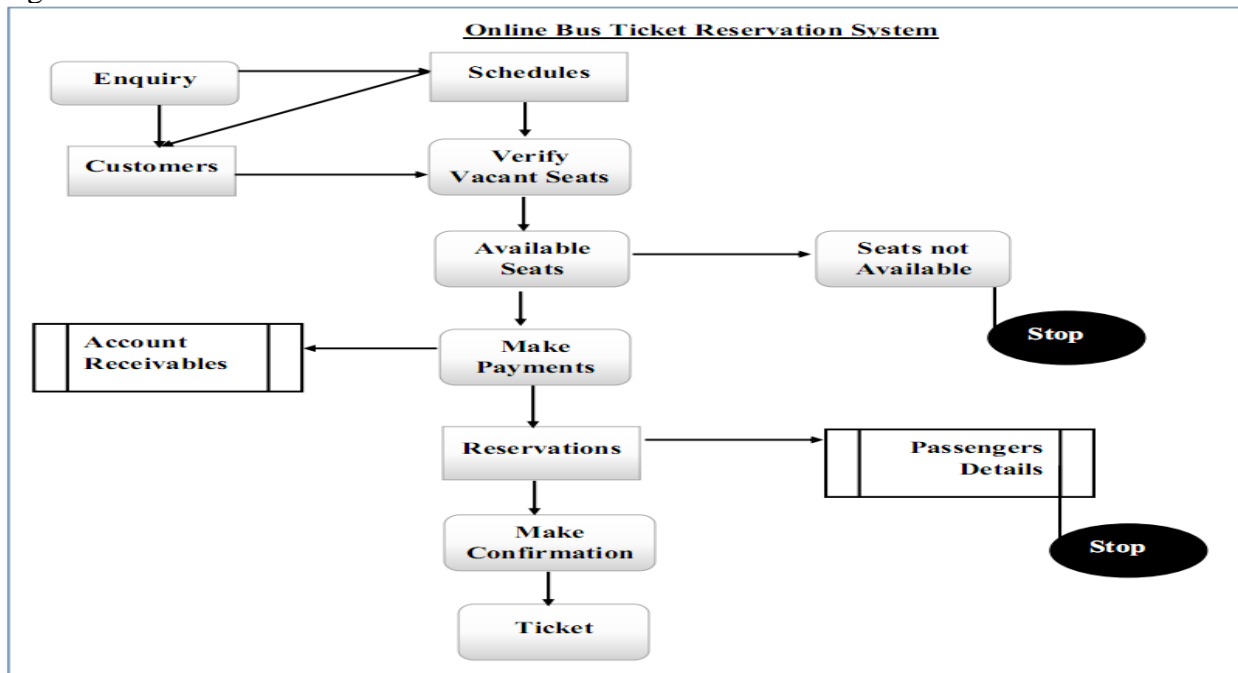 Online Bus Ticket Reservation System
Enquiry
Schedules
Customers
Verify
Vacant Seats
Available
Seats
Seats not
Available
Stop
Account
Receivables
Make
Payments
Reservations
Passengers
Details
Make
Confirmation
Stop
Ticket